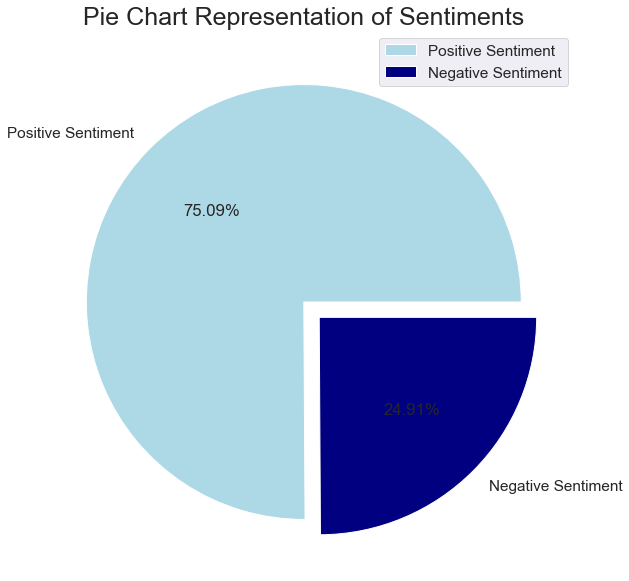 Pie Chart Representation of Sentiments
Positive Sentiment
Negative Sentiment
Positive Sentiment
75.09%
24.91%
Negative Sentiment